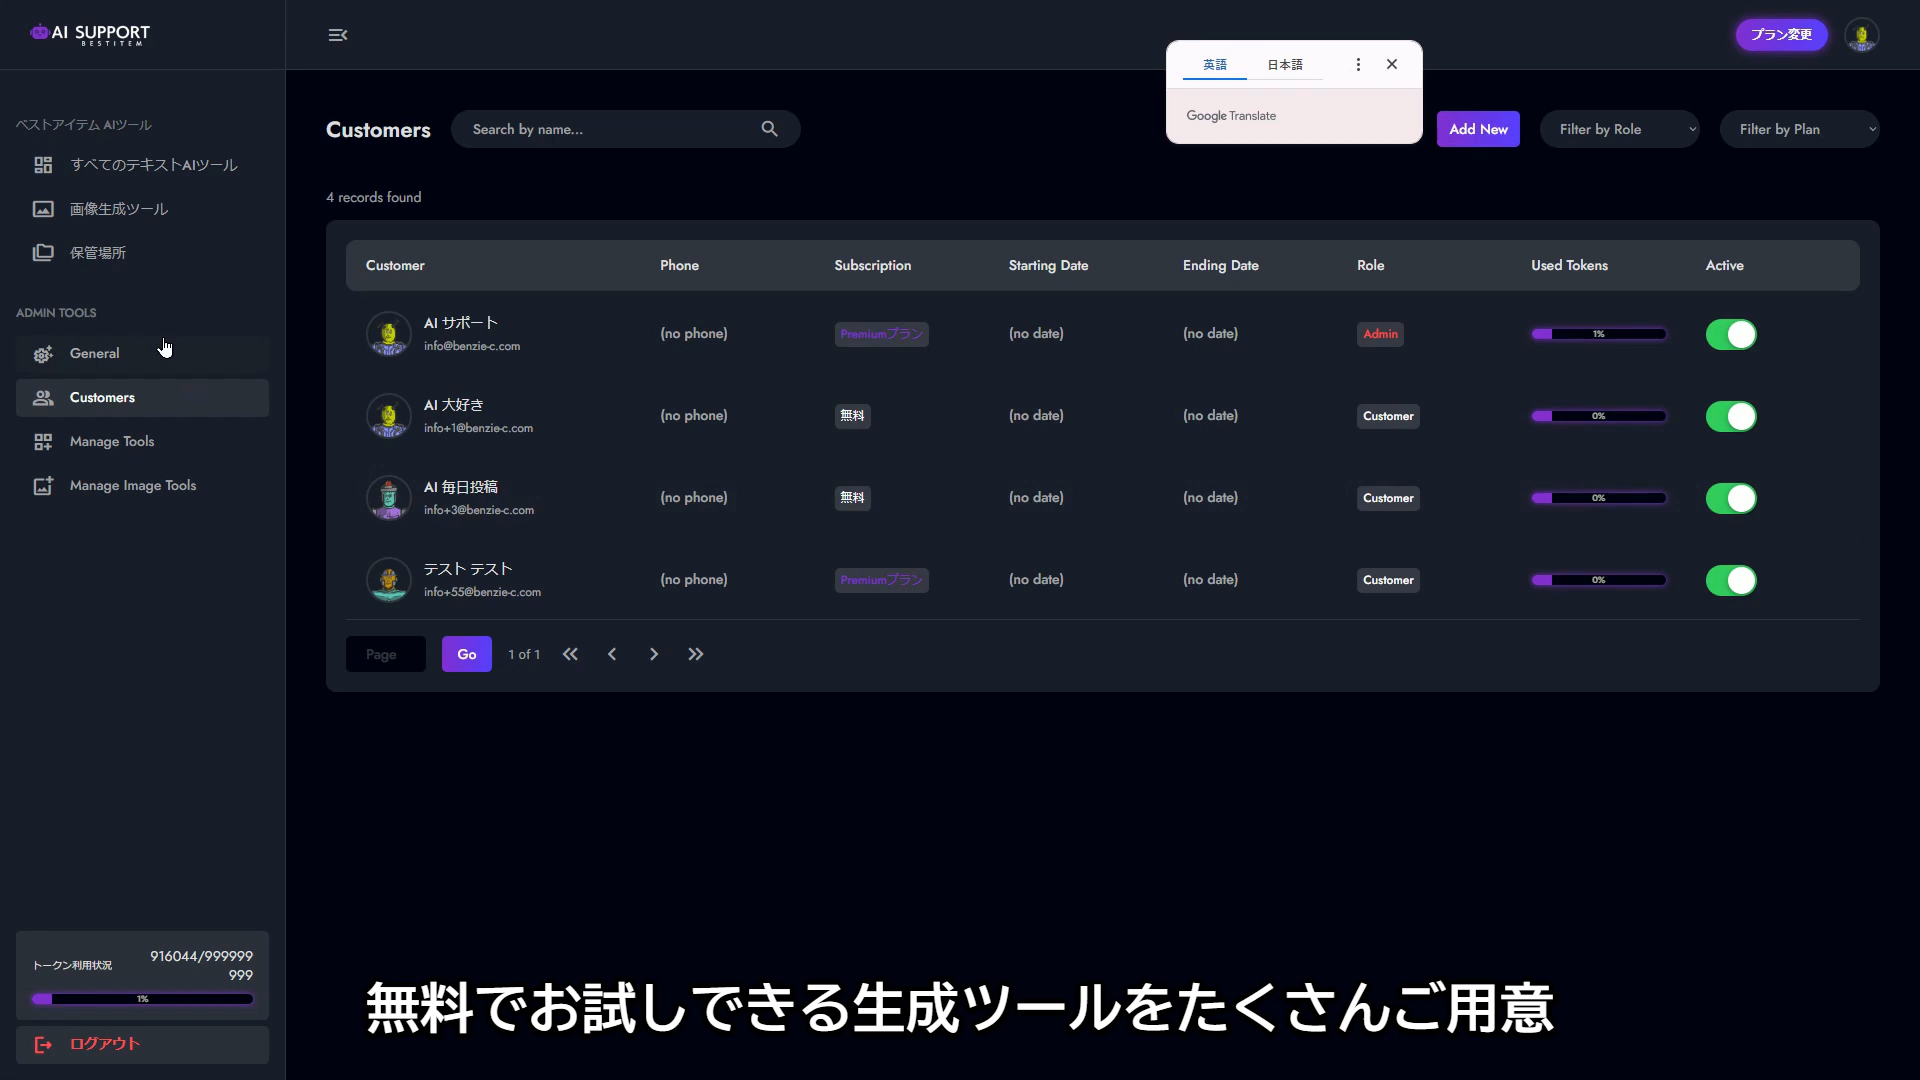 AI SUPPORT
BESTITEM
プラン変更
英語 日本語
Google Translate
ベストアイテム AIツール
すべてのテキストAIツール
画像生成ツール
保管場所
ADMIN TOOLS
General
Customers
Manage Tools
Manage Image Tools
Customers
Search by name...
Add New
Filter by Role
Filter by Plan
4 records found
Customer Phone Subscription Starting Date Ending Date Role Used Tokens Active
AI サポート
info@benzie-c.com
(no phone) Premiumプラン (no date) (no date) Admin 1%
AI 大好き
info+1@benzie-c.com
(no phone) 無料 (no date) (no date) Customer 0%
AI 毎日投稿
info+3@benzie-c.com
(no phone) 無料 (no date) (no date) Customer 0%
テスト テスト
info+55@benzie-c.com
(no phone) Premiumプラン (no date) (no date) Customer 0%
Page Go 1 of 1
トークン利用状況
916044/999999
999
1%
ログアウト
無料でお試しできる生成ツールをたくさんご用意